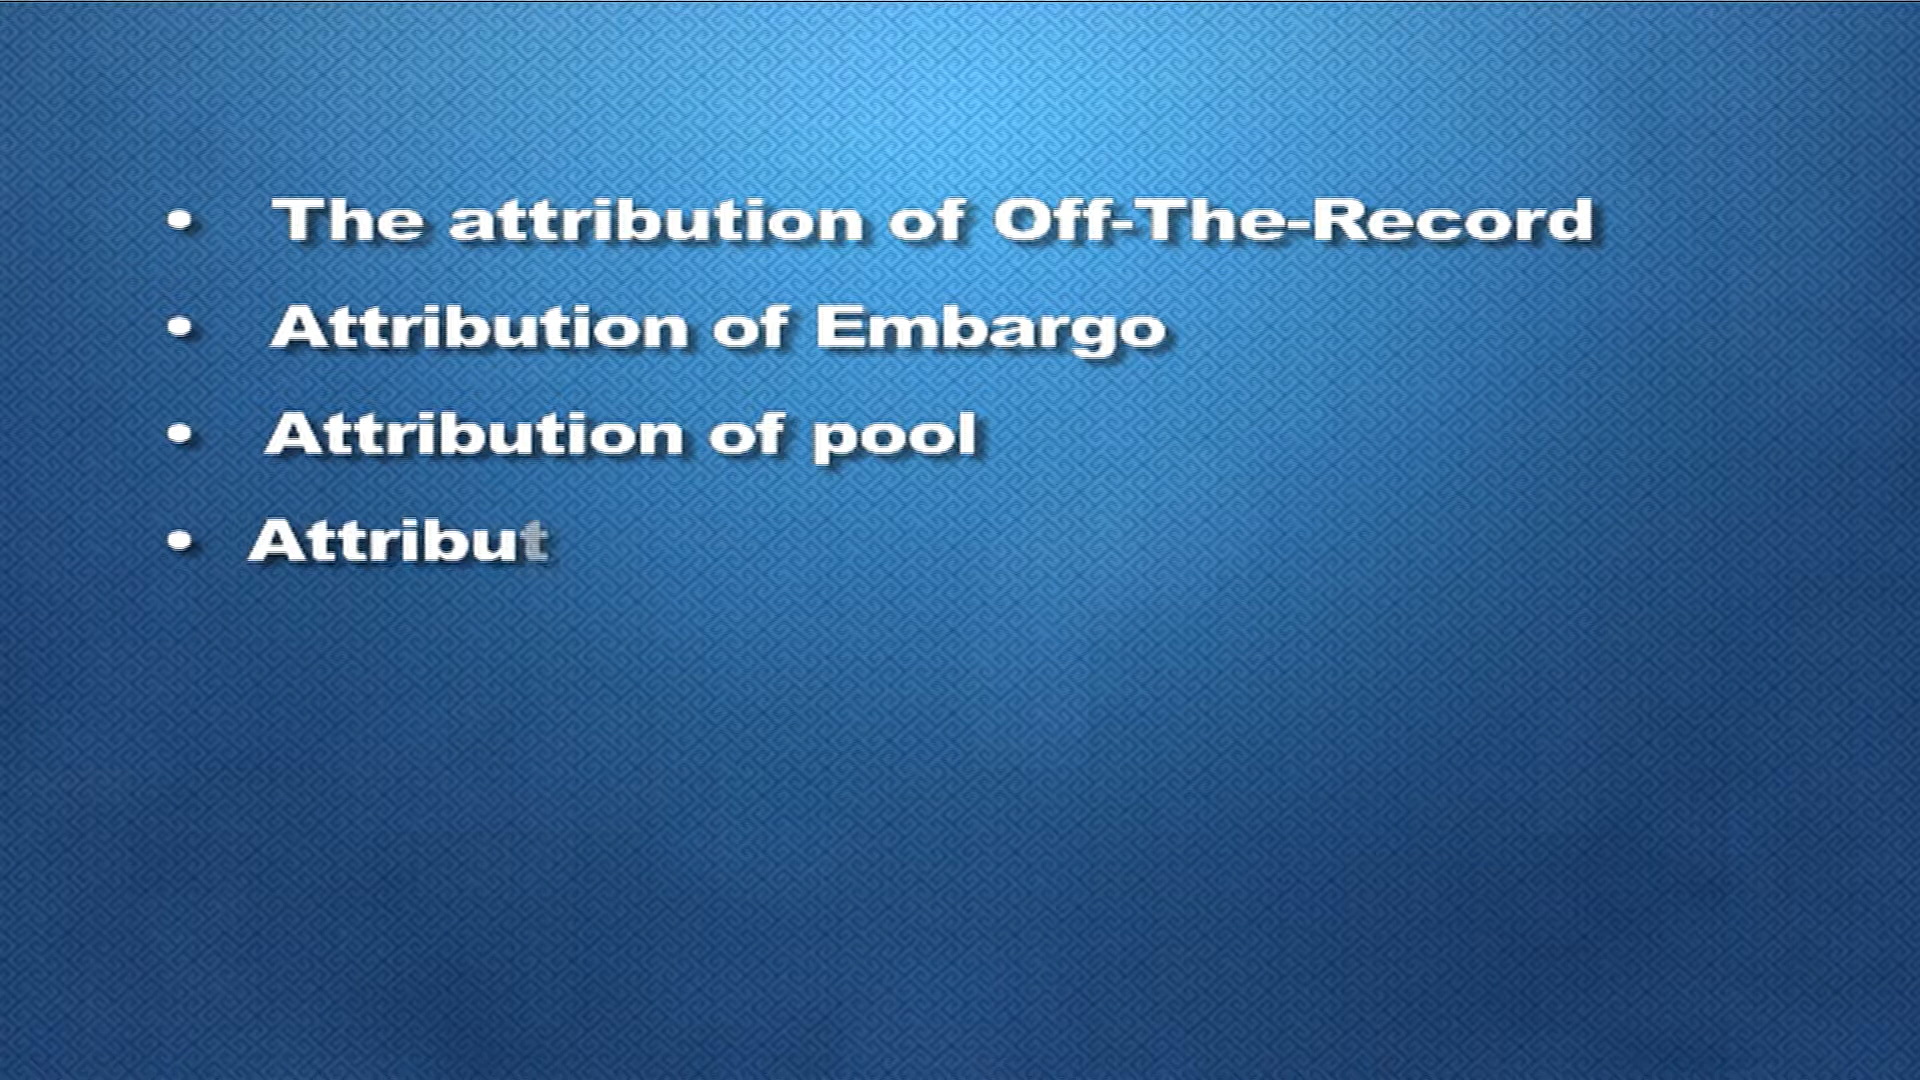 • The attribution of Off-The-Record
• Attribution of Embargo
• Attribution of pool
• Attribut